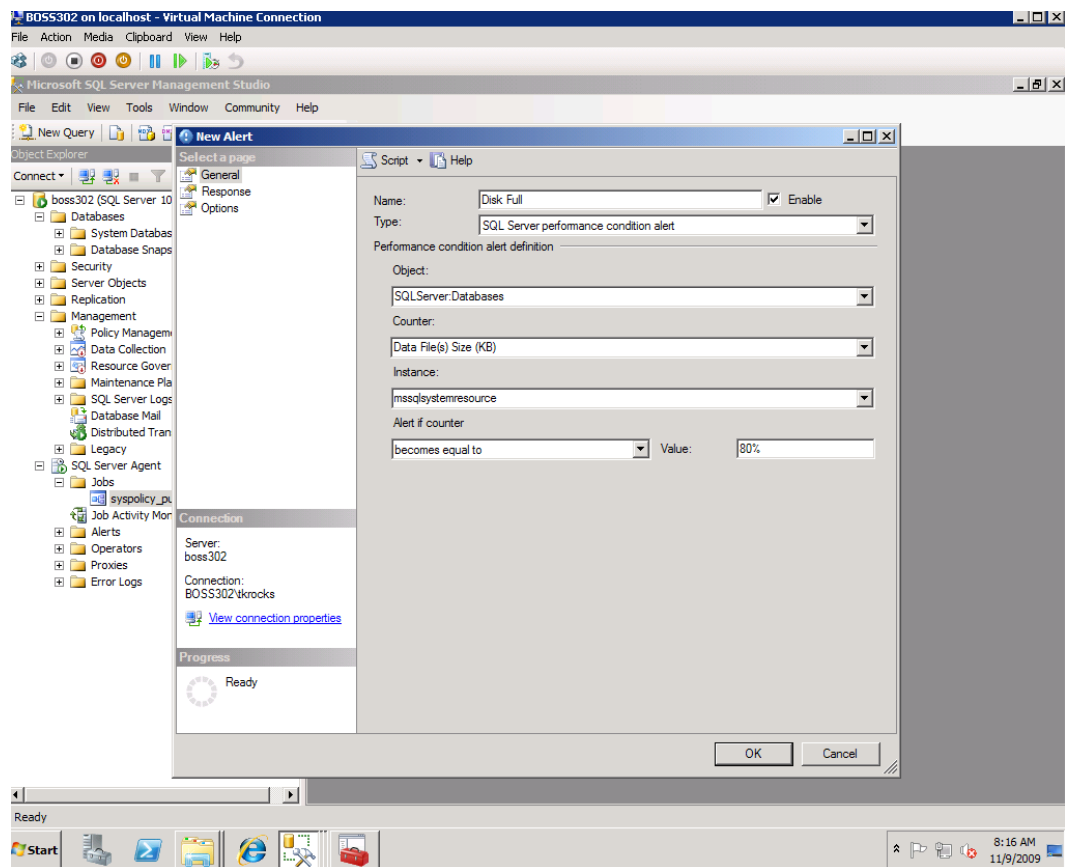 BOSS302 on localhost - Virtual Machine Connection
File Action Media Clipboard View Help
Microsoft SQL Server Management Studio
File Edit View Tools Window Community Help
New Query
New Alert
Object Explorer
Select a page
Script Help
Connect
General
Response
Options
boss302 (SQL Server 10
Databases
System Databas
Database Snaps
Security
Server Objects
Replication
Management
Policy Managem
Data Collection
Resource Gover
Maintenance Pla
SQL Server Logs
Database Mail
Distributed Tran
Legacy
SQL Server Agent
Jobs
syspolicy_pu
Job Activity Mor
Alerts
Operators
Proxies
Error Logs
Name: Disk Full Enable
Type: SQL Server performance condition alert
Performance condition alert definition
Object:
SQLServer:Databases
Counter:
Data File(s) Size (KB)
Instance:
mssqlsystemresource
Alert if counter
becomes equal to Value: 80%
Connection
Server:
boss302
Connection:
BOSS302\tkrocks
View connection properties
Progress
Ready
OK Cancel
Ready
Start
8:16 AM
11/9/2009